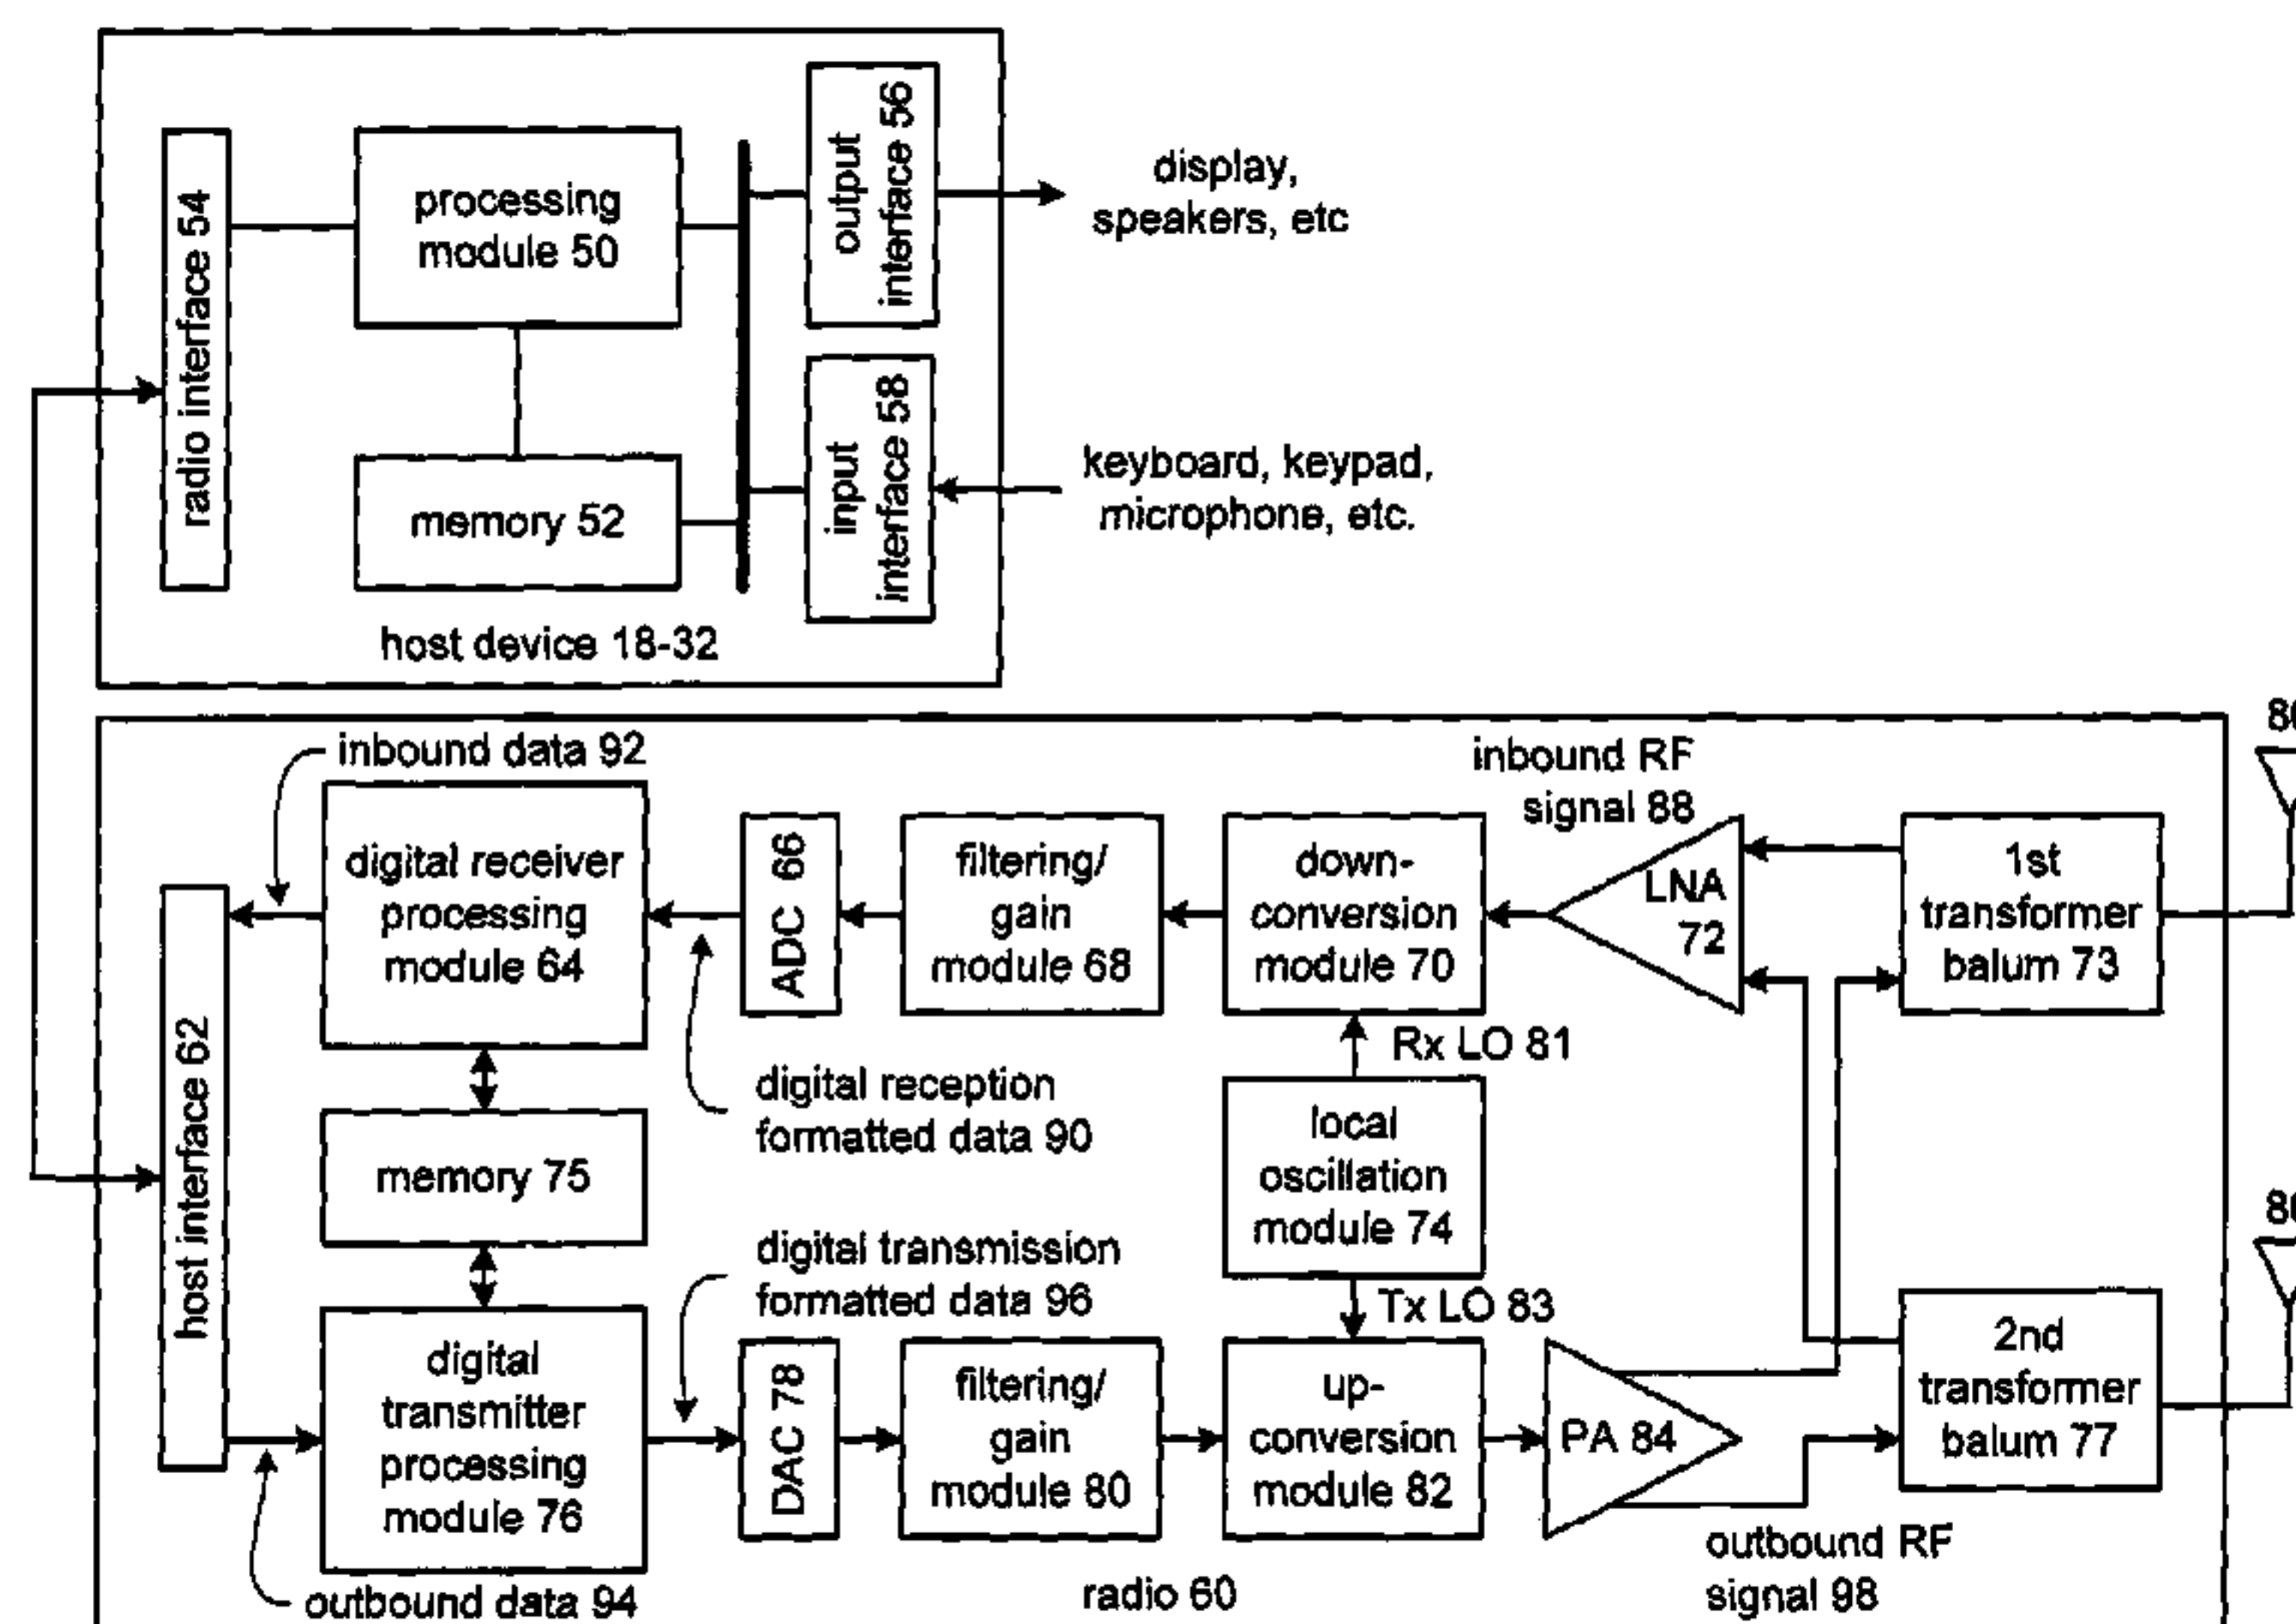 radio interface 54
processing
module 50
memory 52
output
interface 56
input
interface 58
display,
speakers, etc
keyboard, keypad,
microphone, etc.
host device 18-32
inbound data 92
digital receiver
processing
module 64
ADC 66
filtering/
gain
module 68
down-
conversion
module 70
inbound RF
signal 88
LNA
72
1st
transformer
balum 73
host interface 62
memory 75
digital reception
formatted data 90
Rx LO 81
local
oscillation
module 74
digital transmission
formatted data 96
Tx LO 83
digital
transmitter
processing
module 76
DAC 78
filtering/
gain
module 80
up-
conversion
module 82
PA 84
2nd
transformer
balum 77
outbound data 94
radio 60
outbound RF
signal 98